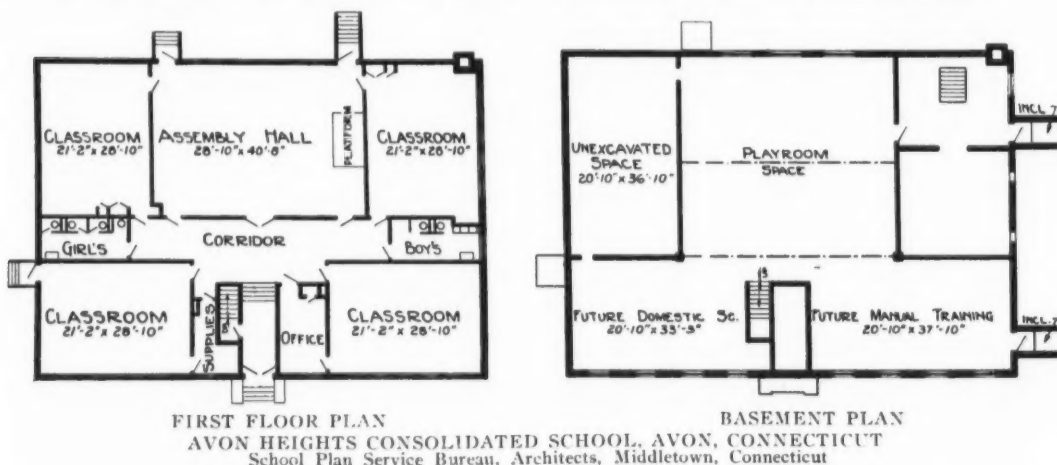 CLASSROOM
21'-2" x 28'-10"
ASSEMBLY HALL
28'-10" x 40'-8"
PLATFORM
CLASSROOM
21'-2" x 28'-10"
GIRL'S
CORRIDOR
BOY'S
CLASSROOM
21'-2" x 28'-10"
SUPPLIES
OFFICE
CLASSROOM
21'-2" x 28'-10"
FIRST FLOOR PLAN
UNEXCAVATED
SPACE
20'-10" x 36'-10"
PLAYROOM
SPACE
INCL.
FUTURE DOMESTIC SC.
20'-10" x 33'-3"
FUTURE MANUAL TRAINING
20'-10" x 37'-10"
INCL.
BASEMENT PLAN
AVON HEIGHTS CONSOLIDATED SCHOOL, AVON, CONNECTICUT
School Plan Service Bureau, Architects, Middletown, Connecticut